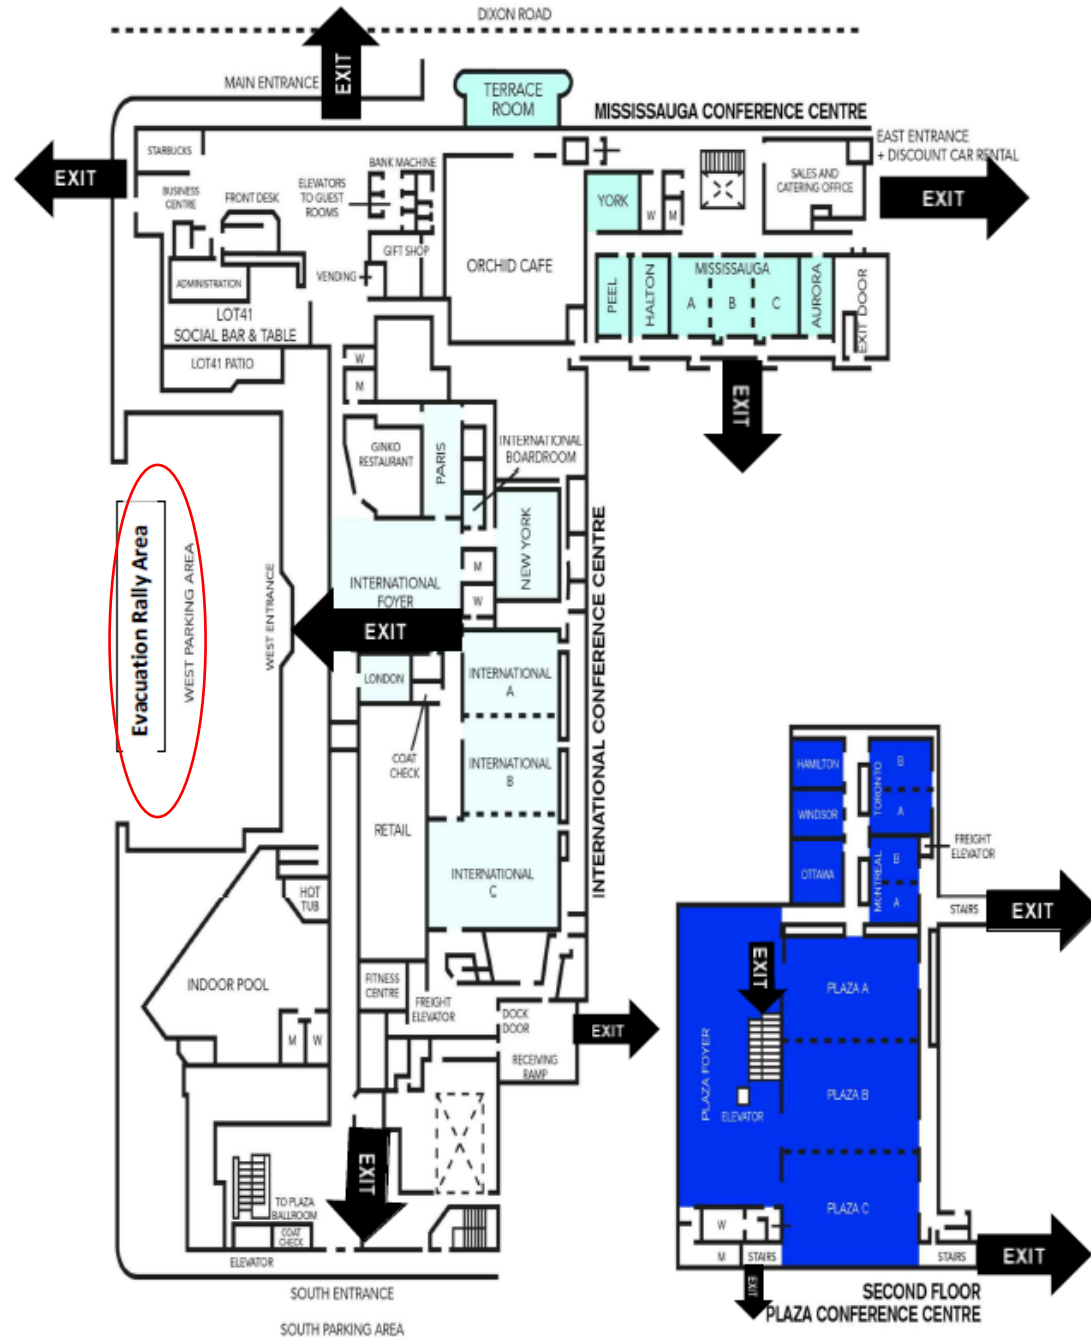 DIXON ROAD
EXIT
MAIN ENTRANCE
TERRACE
ROOM
MISSISSAUGA CONFERENCE CENTRE
EAST ENTRANCE
+ DISCOUNT CAR RENTAL
EXIT
STARBUCKS
EXIT
BUSINESS
CENTRE
FRONT DESK
ELEVATORS
TO GUEST
ROOMS
BANK MACHINE
GIFT SHOP
VENDING
ADMINISTRATION
LOT41
SOCIAL BAR & TABLE
LOT41 PATIO
ORCHID CAFE
YORK
W
M
SALES AND
CATERING OFFICE
PEEL
HALTON
MISSISSAUGA
A
B
C
AURORA
EXIT DOOR
EXIT
W
M
GINKO
RESTAURANT
PARIS
INTERNATIONAL
BOARDROOM
NEW YORK
M
W
INTERNATIONAL
FOYER
EXIT
Evacuation Rally Area
WEST PARKING AREA
WEST ENTRANCE
LONDON
COAT
CHECK
INTERNATIONAL
A
INTERNATIONAL
B
INTERNATIONAL
C
INTERNATIONAL CONFERENCE CENTRE
RETAIL
HOT
TUB
INDOOR POOL
M
W
FITNESS
CENTRE
FREIGHT
ELEVATOR
DOCK
DOOR
RECEIVING
RAMP
EXIT
EXIT
TO PLAZA
BALLROOM
COAT
CHECK
ELEVATOR
SOUTH ENTRANCE
SOUTH PARKING AREA
HAMILTON
WINDSOR
OTTAWA
TORONTO
B
A
MONTREAL
B
A
FREIGHT
ELEVATOR
STAIRS
EXIT
EXIT
PLAZA FOYER
ELEVATOR
PLAZA A
PLAZA B
PLAZA C
W
M
STAIRS
EXIT
STAIRS
EXIT
SECOND FLOOR
PLAZA CONFERENCE CENTRE